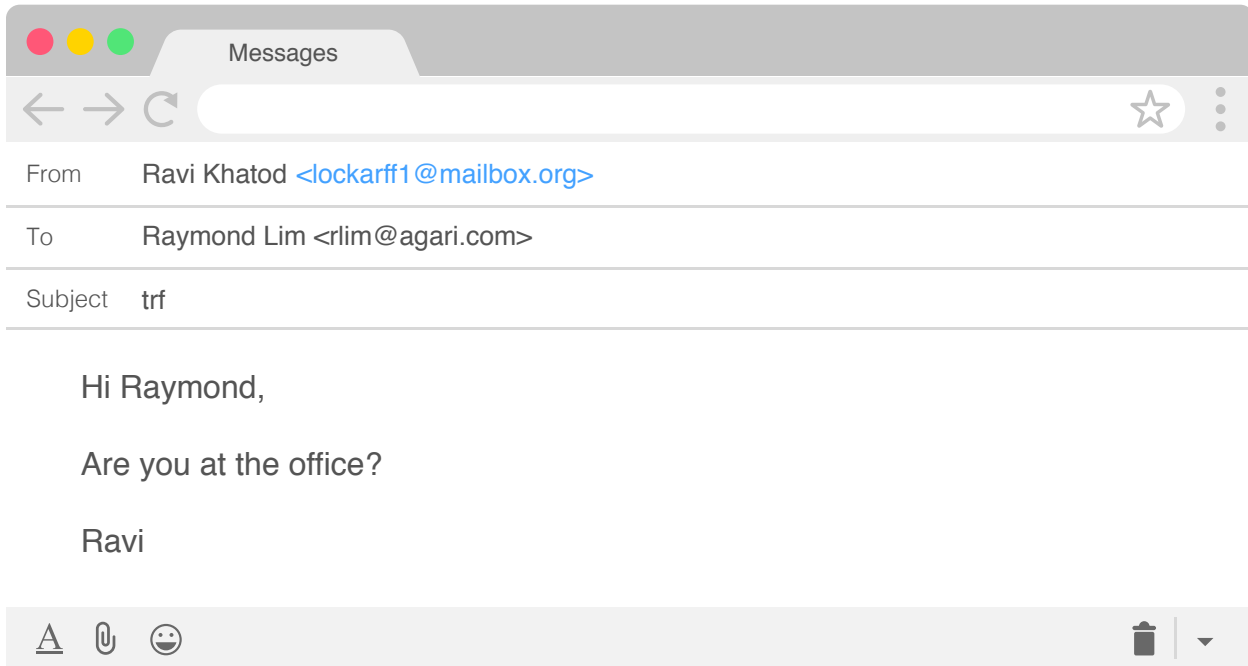 Messages
From Ravi Khatod <lockarff1@mailbox.org>
To Raymond Lim <rlim@agari.com>
Subject trf
Hi Raymond,
Are you at the office?
Ravi
A